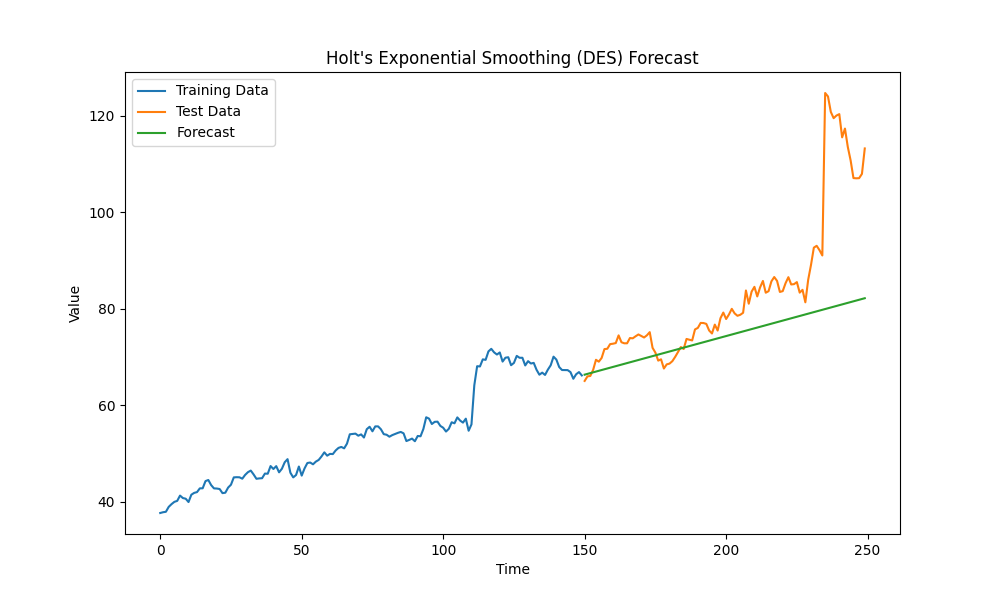 Holt's Exponential Smoothing (DES) Forecast
Training Data
Test Data
Forecast
120
100
80
60
40
Value
0 50 100 150 200 250
Time